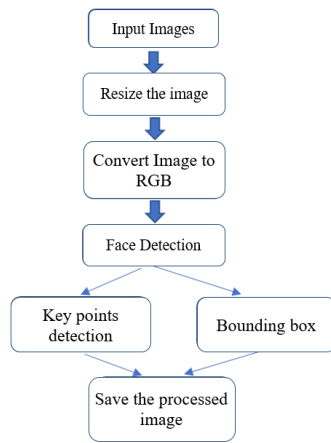 Input Images
Resize the image
Convert Image to
RGB
Face Detection
Key points
detection
Bounding box
Save the processed
image